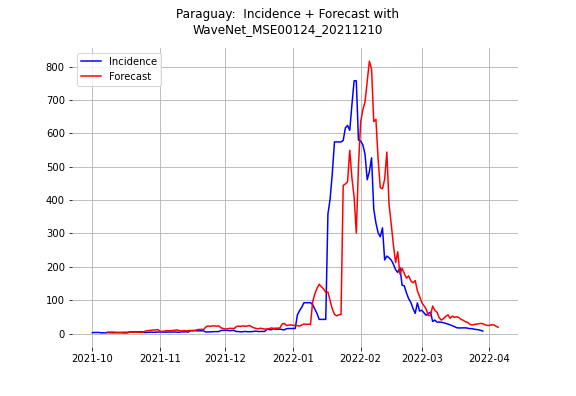 Paraguay:  Incidence + Forecast with
WaveNet_MSE00124_20211210
Incidence
Forecast
800
700
600
500
400
300
200
100
0
2021-10 2021-11 2021-12 2022-01 2022-02 2022-03 2022-04